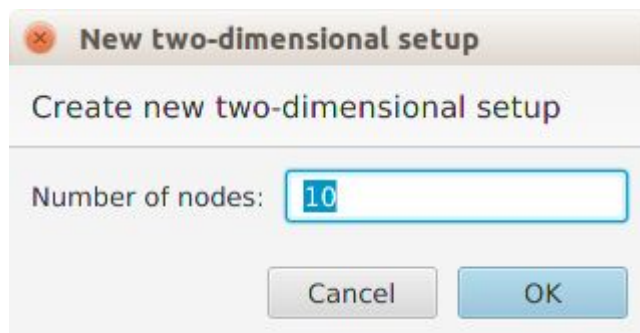 New two-dimensional setup
Create new two-dimensional setup
Number of nodes: 10
Cancel OK